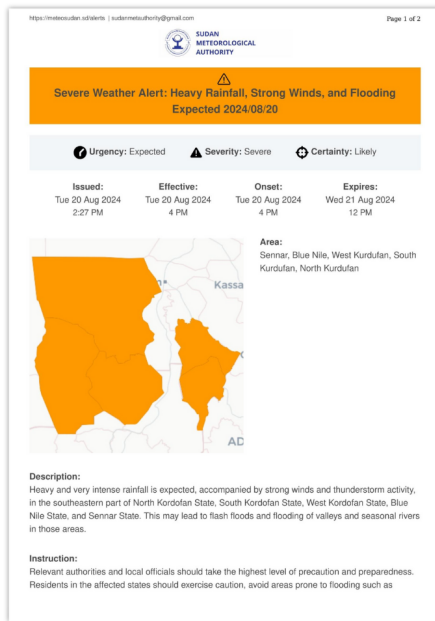 https://meteosudan.sd/alerts | sudanmetsuthority@gmail.com
Page 1 of 2
SUDAN
METEOROLOGICAL
AUTHORITY
Severe Weather Alert: Heavy Rainfall, Strong Winds, and Flooding
Expected 2024/08/20
Urgency: Expected
Severity: Severe
Certainty: Likely
Issued:
Tue 20 Aug 2024
2:27 PM
Effective:
Tue 20 Aug 2024
4 PM
Onset:
Tue 20 Aug 2024
4 PM
Expires:
Wed 21 Aug 2024
12 PM
Area:
Sennar, Blue Nile, West Kurdufan, South
Kurdufan, North Kurdufan
Kassa
AD
Description:
Heavy and very intense rainfall is expected, accompanied by strong winds and thunderstorm activity,
in the southeastern part of North Kordofan State, South Kordofan State, West Kordofan State, Blue
Nile State, and Sennar State. This may lead to flash floods and flooding of valleys and seasonal rivers
in those areas.
Instruction:
Relevant authorities and local officials should take the highest level of precaution and preparedness.
Residents in the affected states should exercise caution, avoid areas prone to flooding such as